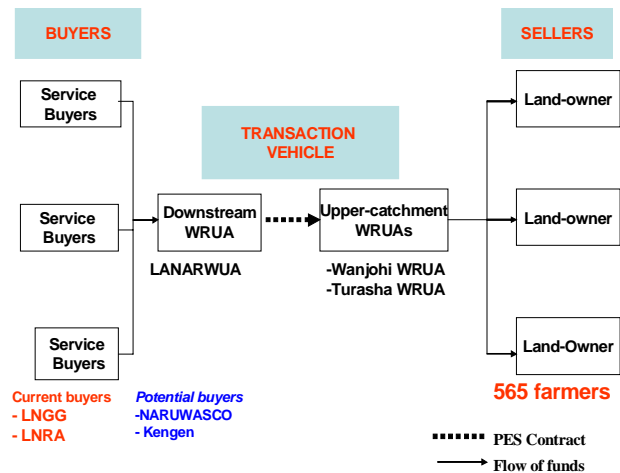 BUYERS
SELLERS
Service
Buyers
Land-owner
TRANSACTION
VEHICLE
Service
Buyers
Downstream
WRUA
Upper-catchment
WRUAs
Land-owner
LANARWUA
-Wanjohi WRUA
-Turasha WRUA
Service
Buyers
Land-Owner
Current buyers
- LNGG
- LNRA
Potential buyers
-NARUWASCO
- Kengen
565 farmers
PES Contract
Flow of funds